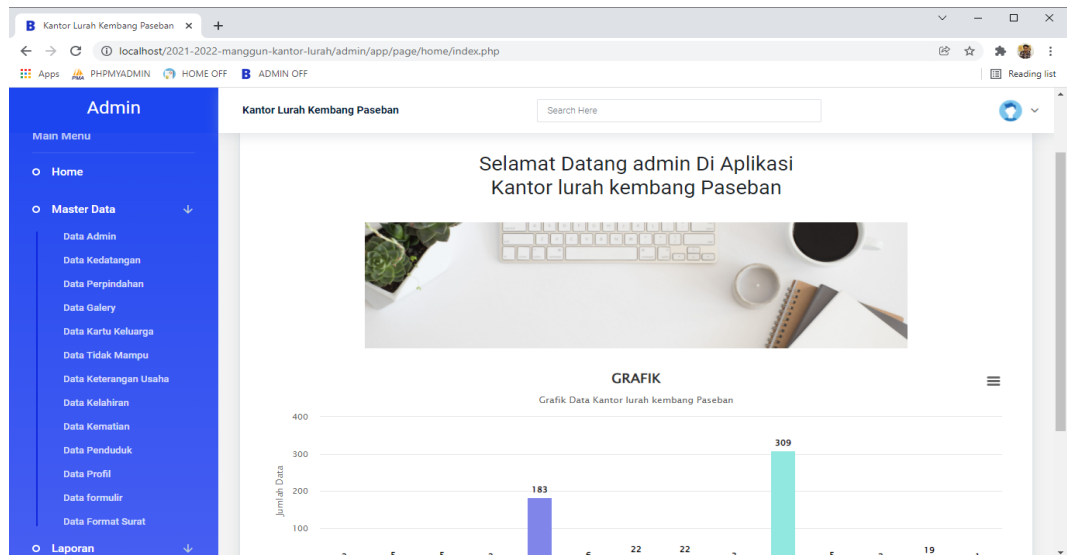 Kantor Lurah Kembang Paseban
localhost/2021-2022-manggun-kantor-lurah/admin/app/page/home/index.php
Apps PHPMYADMIN HOME OFF B ADMIN OFF Reading list
Admin
Kantor Lurah Kembang Paseban
Search Here
Main Menu
Home
Master Data
Data Admin
Data Kedatangan
Data Perpindahan
Data Galery
Data Kartu Keluarga
Data Tidak Mampu
Data Keterangan Usaha
Data Kelahiran
Data Kematian
Data Penduduk
Data Profil
Data formulir
Data Format Surat
Laporan
Selamat Datang admin Di Aplikasi
Kantor lurah kembang Paseban
GRAFIK
Grafik Data Kantor lurah kembang Paseban
Jumlah Data
400
300
200
100
183
309
22 22 19